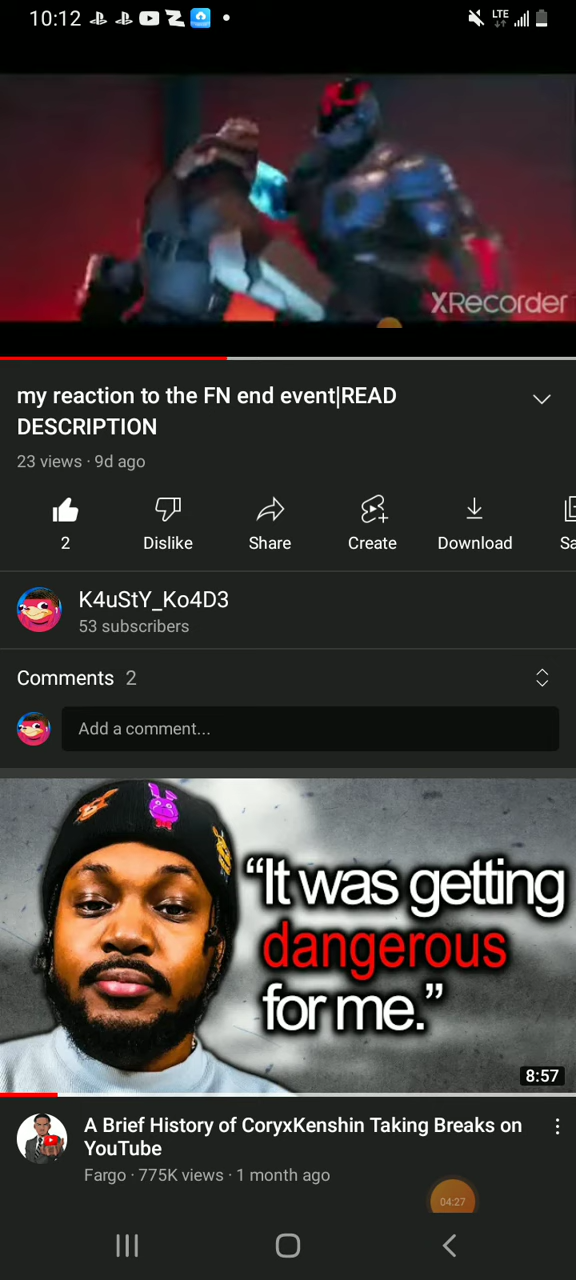 10:12
LTE
XRecorder
my reaction to the FN end event|READ
DESCRIPTION
23 views · 9d ago
2 Dislike Share Create Download Sa
K4uStY_Ko4D3
53 subscribers
Comments 2
Add a comment...
“It was getting
dangerous
for me.”
8:57
A Brief History of CoryxKenshin Taking Breaks on
YouTube
Fargo · 775K views · 1 month ago
04:27